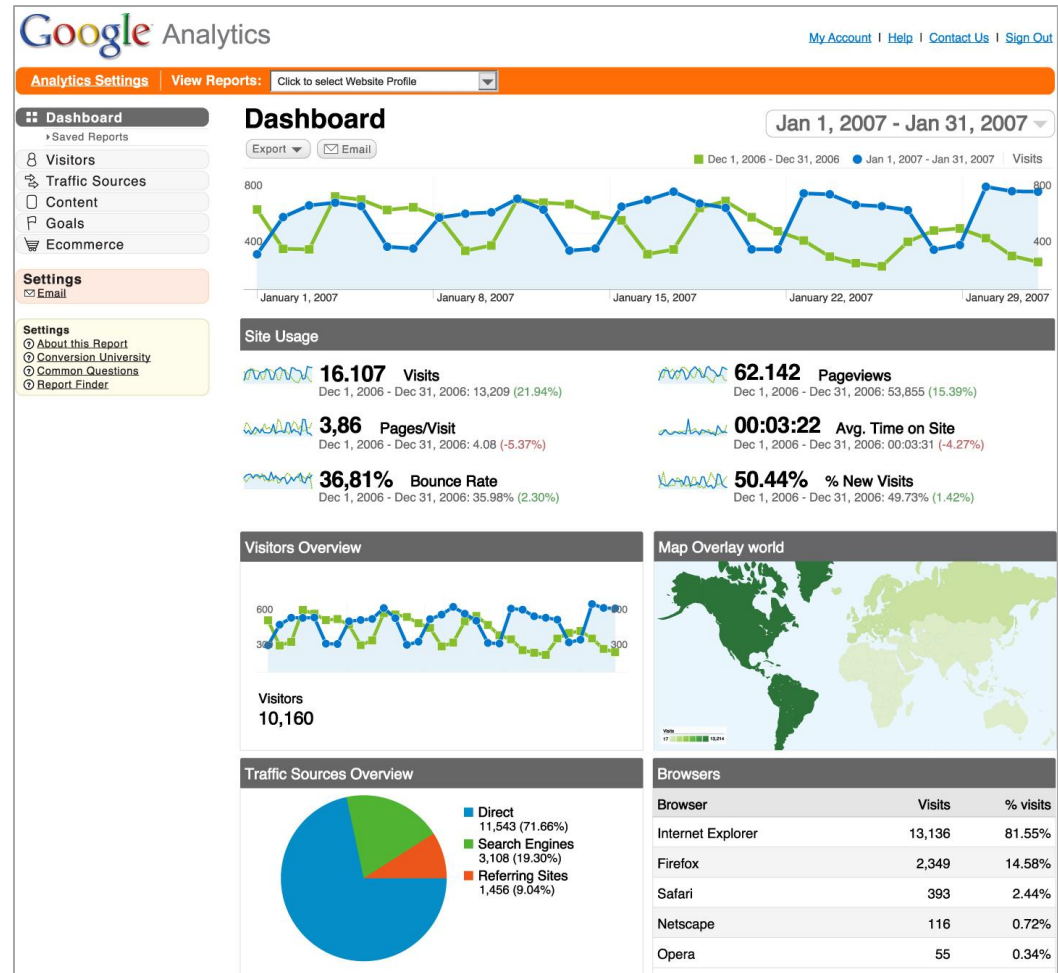 Google Analytics
My Account | Help | Contact Us | Sign Out
Analytics Settings | View Reports: Click to select Website Profile
Dashboard
Saved Reports
Visitors
Traffic Sources
Content
Goals
Ecommerce
Settings
Email
Settings
About this Report
Conversion University
Common Questions
Report Finder
Dashboard
Jan 1, 2007 - Jan 31, 2007
Export Email
Dec 1, 2006 - Dec 31, 2006 Jan 1, 2007 - Jan 31, 2007 Visits
800 800
400 400
January 1, 2007 January 8, 2007 January 15, 2007 January 22, 2007 January 29, 2007
Site Usage
16.107 Visits
Dec 1, 2006 - Dec 31, 2006: 13,209 (21.94%)
62.142 Pageviews
Dec 1, 2006 - Dec 31, 2006: 53,855 (15.39%)
3,86 Pages/Visit
Dec 1, 2006 - Dec 31, 2006: 4.08 (-5.37%)
00:03:22 Avg. Time on Site
Dec 1, 2006 - Dec 31, 2006: 00:03:31 (-4.27%)
36,81% Bounce Rate
Dec 1, 2006 - Dec 31, 2006: 35.98% (2.30%)
50.44% % New Visits
Dec 1, 2006 - Dec 31, 2006: 49.73% (1.42%)
Visitors Overview
600 600
300 300
Visitors
10,160
Map Overlay world
Visits
17 13,214
Traffic Sources Overview
Direct
11,543 (71.66%)
Search Engines
3,108 (19.30%)
Referring Sites
1,456 (9.04%)
Browsers
Browser Visits % visits
Internet Explorer 13,136 81.55%
Firefox 2,349 14.58%
Safari 393 2.44%
Netscape 116 0.72%
Opera 55 0.34%